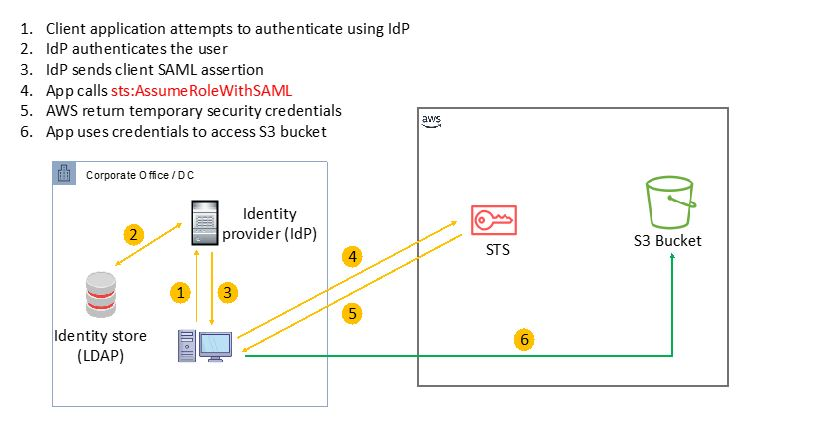 1. Client application attempts to authenticate using IdP
2. IdP authenticates the user
3. IdP sends client SAML assertion
4. App calls sts:AssumeRoleWithSAML
5. AWS return temporary security credentials
6. App uses credentials to access S3 bucket
aws
Corporate Office / DC
Identity
provider (IdP)
2
4
STS
S3 Bucket
1
3
5
Identity store
(LDAP)
6